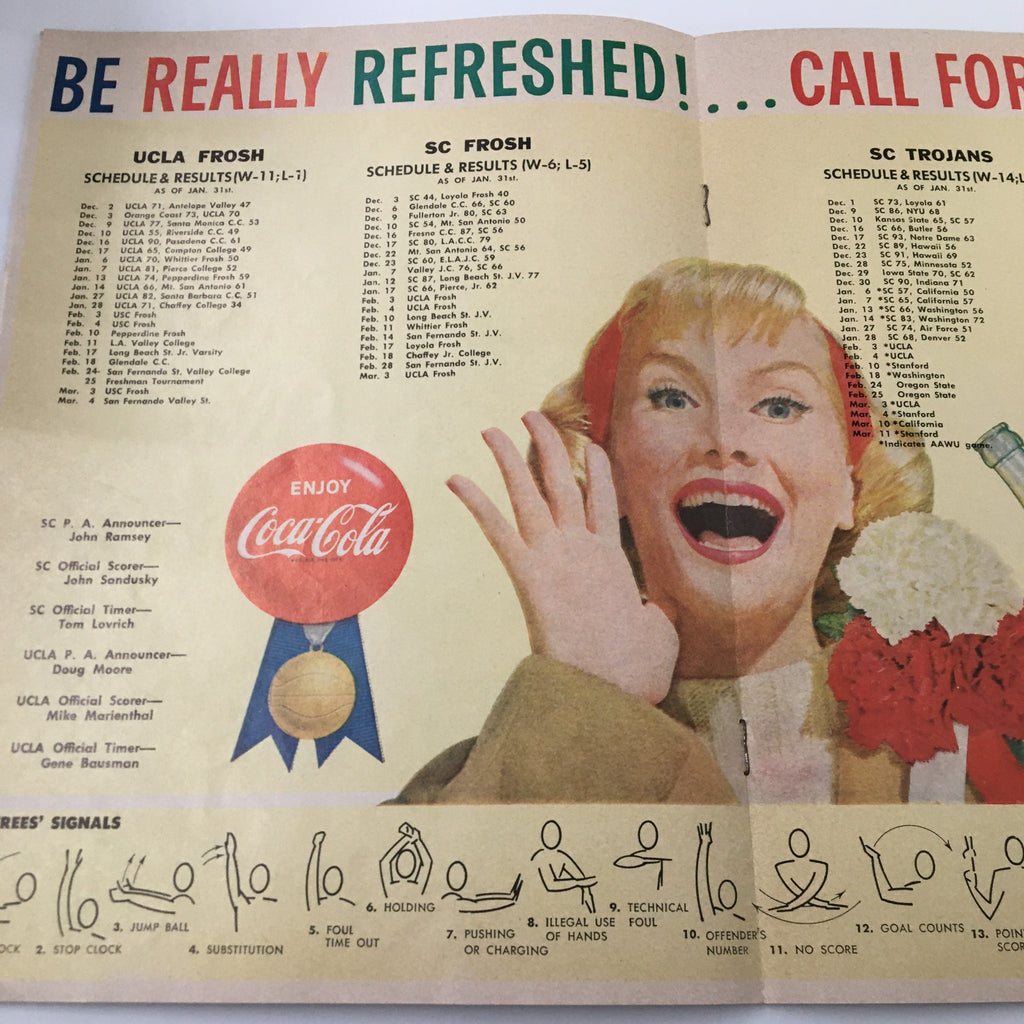 BE REALLY REFRESHED!....CALL FOR
UCLA FROSH
SCHEDULE & RESULTS (W-11; L-1)
AS OF JAN. 31st.
Dec. 2 UCLA 71, Antelope Valley 47
Dec. 3 Orange Coast 73, UCLA 70
Dec. 9 UCLA 77, Santa Monica C.C. 53
Dec. 10 UCLA 55, Riverside C.C. 49
Dec. 16 UCLA 90, Pasadena C.C. 61
Dec. 17 UCLA 65, Compton College 49
Jan. 6 UCLA 70, Whittier Frosh 50
Jan. 7 UCLA 81, Pierce College 52
Jan. 13 UCLA 74, Pepperdine Frosh 59
Jan. 14 UCLA 66, Mt. San Antonio 61
Jan. 27 UCLA 82, Santa Barbara C.C. 51
Jan. 28 UCLA 71, Chaffey College 34
Feb. 3 USC Frosh
Feb. 4 USC Frosh
Feb. 10 Pepperdine Frosh
Feb. 11 L.A. Valley College
Feb. 17 Long Beach St. Jr. Varsity
Feb. 18 Glendale C.C.
Feb. 24- San Fernando St. Valley College
25 Freshman Tournament
Mar. 3 USC Frosh
Mar. 4 San Fernando Valley St.
SC FROSH
SCHEDULE & RESULTS (W-6; L-5)
AS OF JAN. 31st.
Dec. 3 SC 44, Loyola Frosh 40
Dec. 6 Glendale C.C. 66, SC 60
Dec. 9 Fullerton Jr. 80, SC 63
Dec. 10 SC 54, Mt. San Antonio 50
Dec. 16 Fresno C.C. 87, SC 56
Dec. 17 SC 80, L.A.C.C. 79
Dec. 22 Mt. San Antonio 64, SC 56
Dec. 23 SC 60, E.L.A.J.C. 59
Jan. 7 Valley J.C. 76, SC 66
Jan. 12 SC 87, Long Beach St. J.V. 77
Jan. 17 SC 66, Pierce, Jr. 62
Feb. 3 UCLA Frosh
Feb. 4 UCLA Frosh
Feb. 10 Long Beach St. J.V.
Feb. 11 Whittier Frosh
Feb. 14 San Fernando St. J.V.
Feb. 17 Loyola Frosh
Feb. 18 Chaffey Jr. College
Feb. 28 San Fernando St. J.V.
Mar. 3 UCLA Frosh
SC TROJANS
SCHEDULE & RESULTS (W-14; L
AS OF JAN. 31st.
Dec. 1 SC 73, Loyola 61
Dec. 9 SC 86, NYU 68
Dec. 10 Kansas State 65, SC 57
Dec. 16 SC 66, Butler 56
Dec. 17 SC 93, Notre Dame 63
Dec. 22 SC 89, Hawaii 56
Dec. 23 SC 91, Hawaii 69
Dec. 28 SC 75, Minnesota 52
Dec. 29 Iowa State 70, SC 62
Dec. 30 SC 90, Indiana 71
Jan. 6 *SC 57, California 50
Jan. 7 *SC 65, California 57
Jan. 13 *SC 66, Washington 56
Jan. 14 *SC 83, Washington 72
Jan. 27 SC 74, Air Force 51
Jan. 28 SC 68, Denver 52
Feb. 3 *UCLA
Feb. 4 *UCLA
Feb. 10 *Stanford
Feb. 18 *Washington
Feb. 24 Oregon State
Feb. 25 Oregon State
Mar. 3 *UCLA
Mar. 4 *Stanford
Mar. 10 *California
Mar. 11 *Stanford
*Indicates AAWU game.
ENJOY
Coca-Cola
SC P. A. Announcer—
John Ramsey
SC Official Scorer—
John Sandusky
SC Official Timer—
Tom Lovrich
UCLA P. A. Announcer—
Doug Moore
UCLA Official Scorer—
Mike Marienthal
UCLA Official Timer—
Gene Bausman
REES' SIGNALS
OCK
2. STOP CLOCK
3. JUMP BALL
4. SUBSTITUTION
5. FOUL
TIME OUT
6. HOLDING
7. PUSHING
OR CHARGING
8. ILLEGAL USE
OF HANDS
9. TECHNICAL
FOUL
10. OFFENDER'S
NUMBER
11. NO SCORE
12. GOAL COUNTS
13. POIN
SCOR